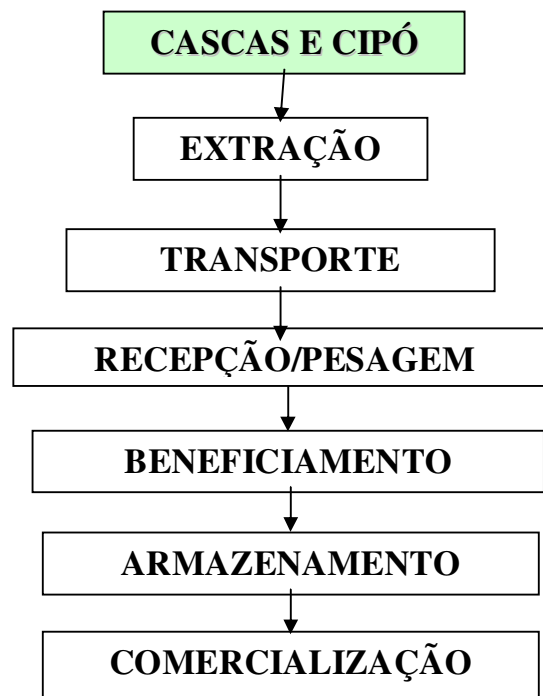 CASCAS E CIPÓ
EXTRAÇÃO
TRANSPORTE
RECEPÇÃO/PESAGEM
BENEFICIAMENTO
ARMAZENAMENTO
COMERCIALIZAÇÃO